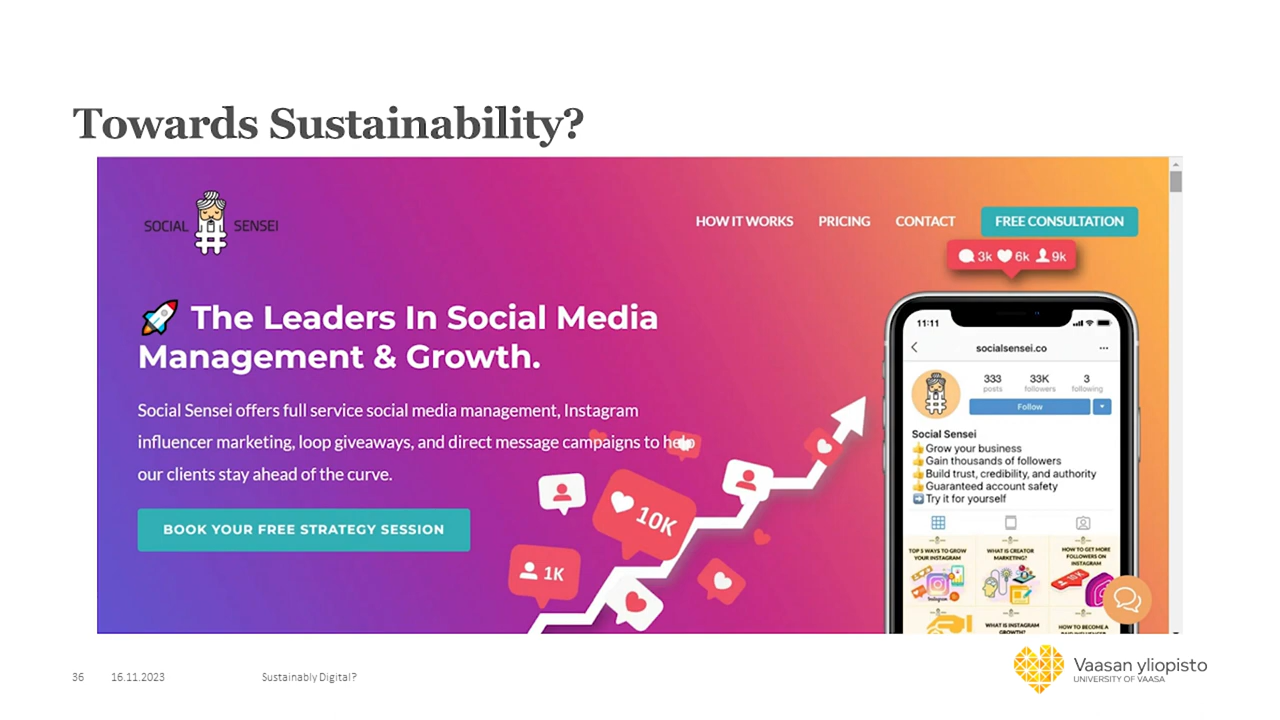 Towards Sustainability?
SOCIAL SENSEI
HOW IT WORKS PRICING CONTACT FREE CONSULTATION
3k 6k 9k
The Leaders In Social Media
Management & Growth.
Social Sensei offers full service social media management, Instagram
influencer marketing, loop giveaways, and direct message campaigns to help
our clients stay ahead of the curve.
BOOK YOUR FREE STRATEGY SESSION
10K
1K
11:11
socialsensei.co
333 33K 3
posts followers following
Follow
Social Sensei
👍Grow your business
👍Gain thousands of followers
👍Build trust, credibility, and authority
👍Guaranteed account safety
➡️Try it for yourself
TOP 5 WAYS TO GROW
YOUR INSTAGRAM
WHAT IS CREATOR
MARKETING?
HOW TO GET MORE
FOLLOWERS ON
INSTAGRAM
WHAT IS INSTAGRAM
GROWTH?
HOW TO BECOME A
36 16.11.2023 Sustainably Digital?
Vaasan yliopisto
UNIVERSITY OF VAASA